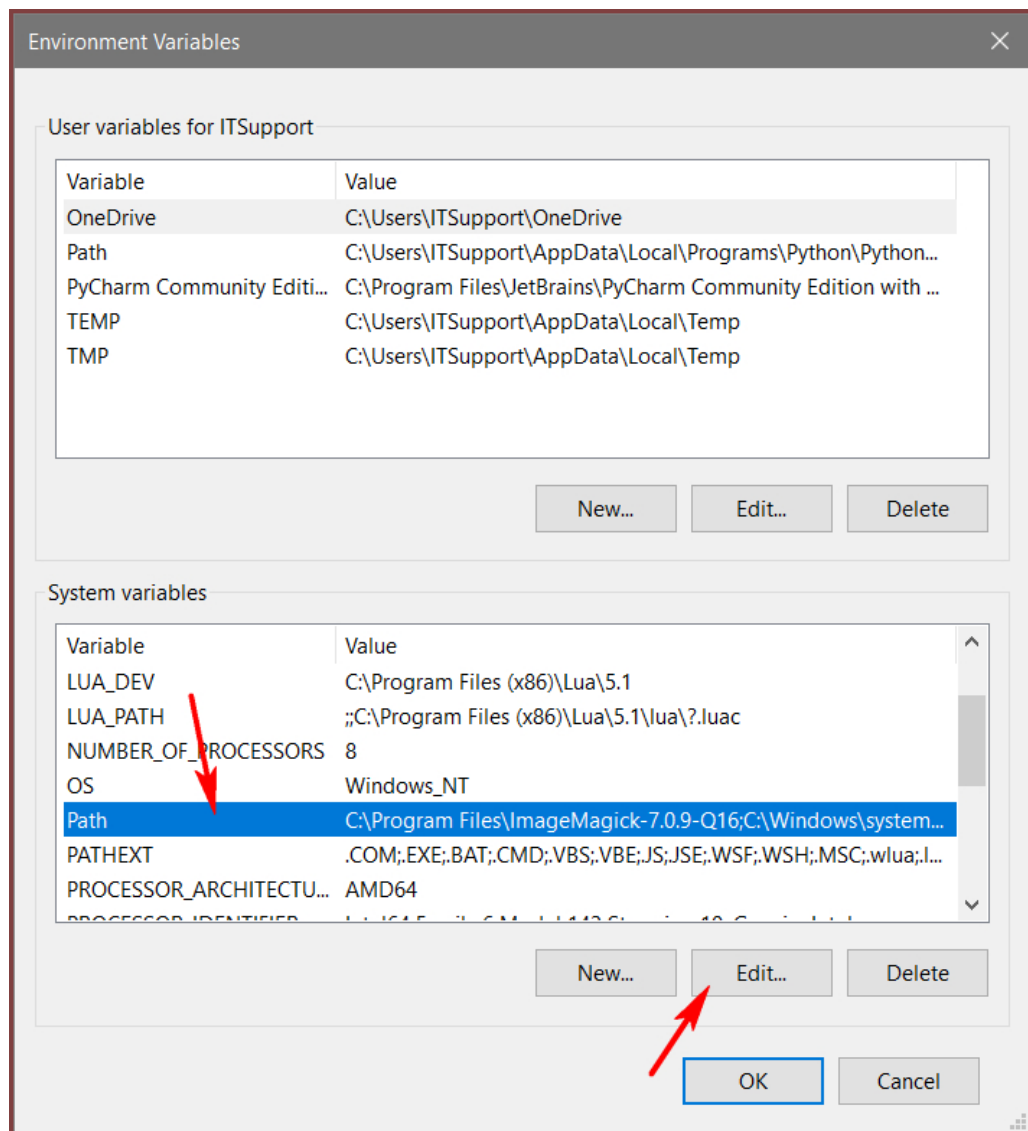 Environment Variables
User variables for ITSupport
Variable Value
OneDrive C:\Users\ITSupport\OneDrive
Path C:\Users\ITSupport\AppData\Local\Programs\Python\Python...
PyCharm Community Editi... C:\Program Files\JetBrains\PyCharm Community Edition with ...
TEMP C:\Users\ITSupport\AppData\Local\Temp
TMP C:\Users\ITSupport\AppData\Local\Temp
New... Edit... Delete
System variables
Variable Value
LUA_DEV C:\Program Files (x86)\Lua\5.1
LUA_PATH ;;C:\Program Files (x86)\Lua\5.1\lua\?.luac
NUMBER_OF_PROCESSORS 8
OS Windows_NT
Path C:\Program Files\ImageMagick-7.0.9-Q16;C:\Windows\system...
PATHEXT .COM;.EXE;.BAT;.CMD;.VBS;.VBE;.JS;.JSE;.WSF;.WSH;.MSC;.wlua;.l...
PROCESSOR_ARCHITECTU... AMD64
PROCESSOR_IDENTIFIER
New... Edit... Delete
OK Cancel